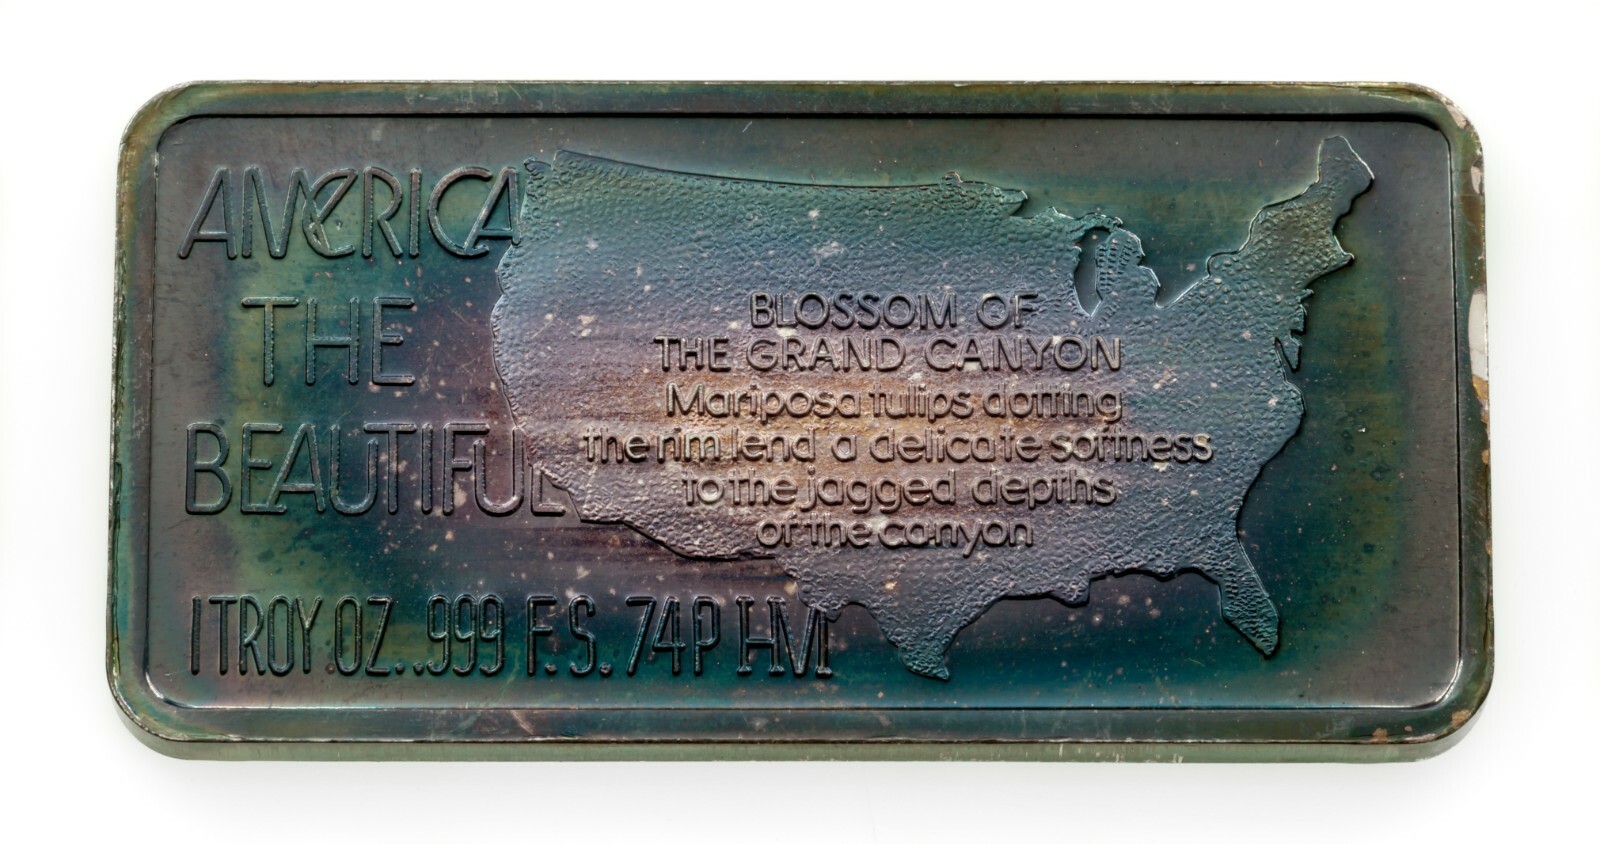 AMERICA
THE
BEAUTIFUL
BLOSSOM OF
THE GRAND CANYON
Mariposa tulips dotting
the rim lend a delicate softness
to the jagged depths
of the canyon
1 TROY OZ. .999 F.S. 74P HM